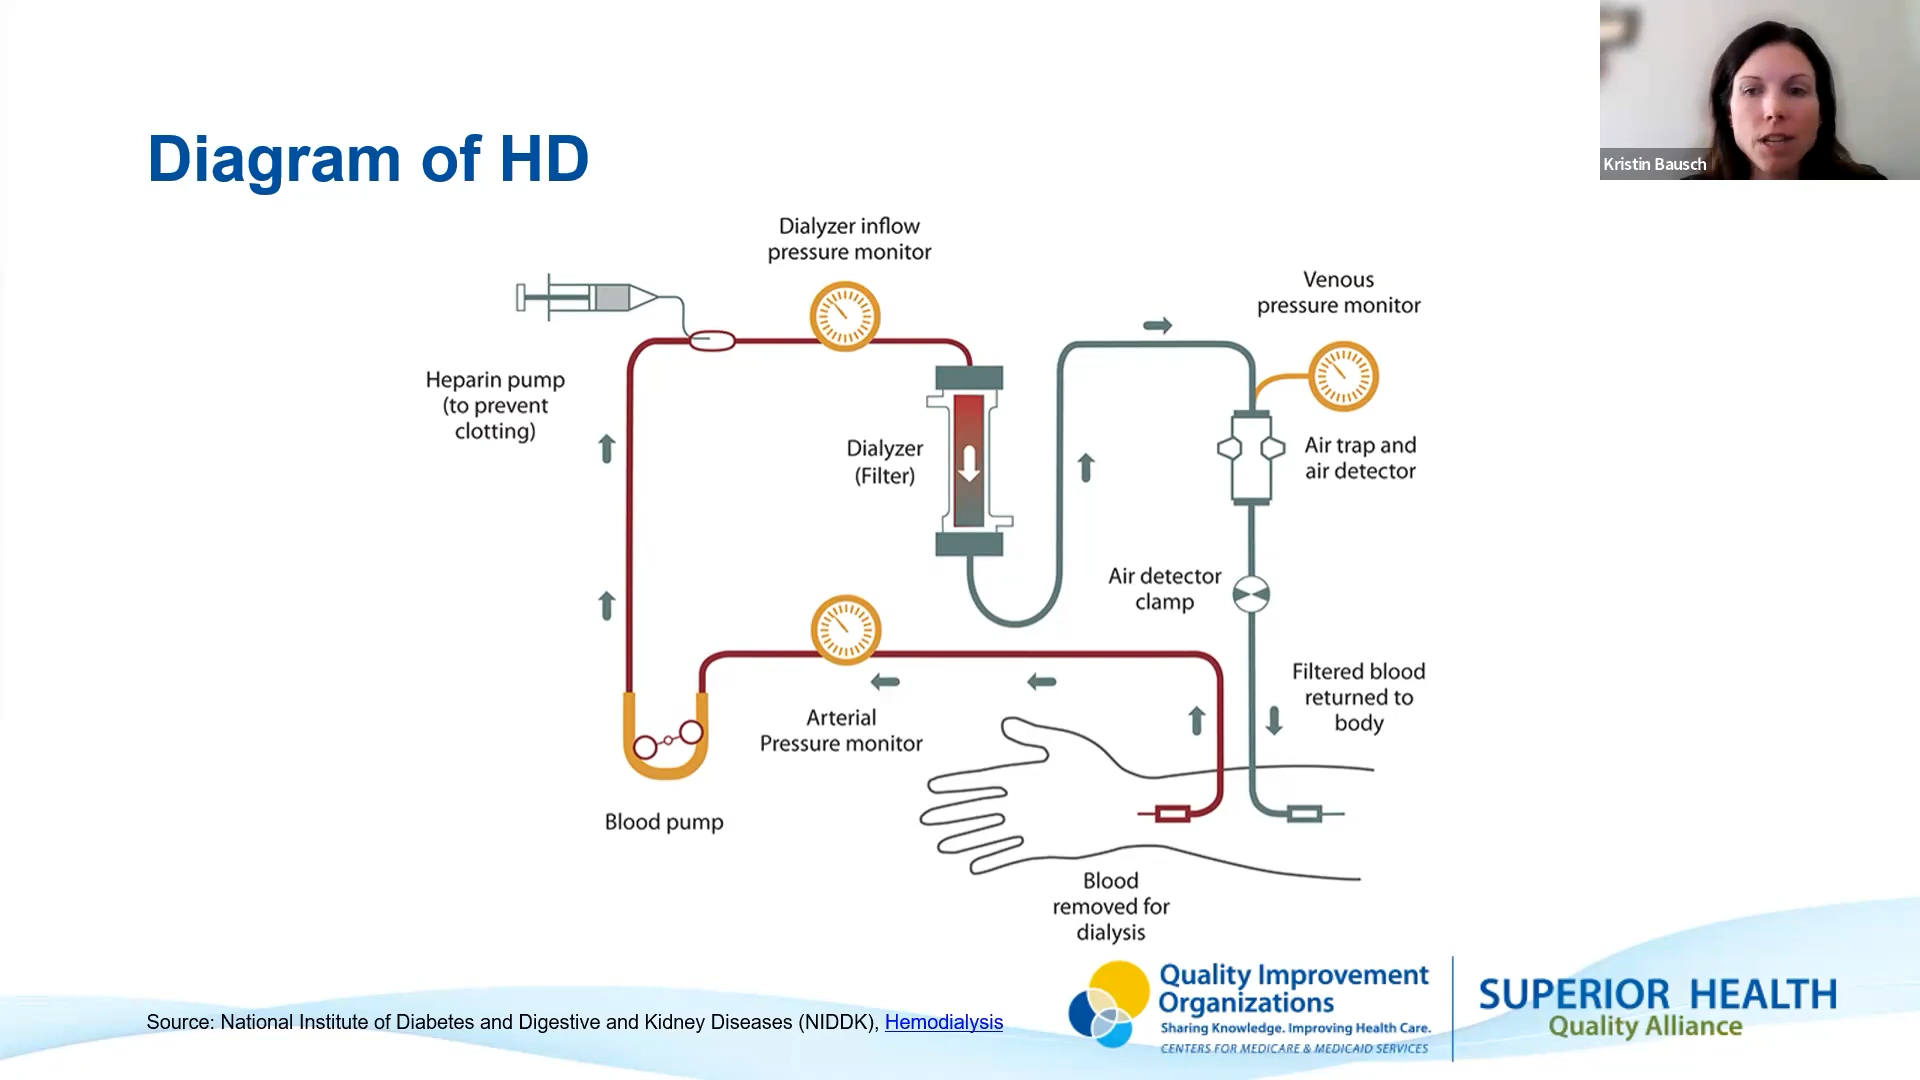 Kristin Bausch
Diagram of HD
Dialyzer inflow
pressure monitor
Venous
pressure monitor
Heparin pump
(to prevent
clotting)
Dialyzer
(Filter)
Air trap and
air detector
Air detector
clamp
Filtered blood
returned to
body
Arterial
Pressure monitor
Blood pump
Blood
removed for
dialysis
Source: National Institute of Diabetes and Digestive and Kidney Diseases (NIDDK), Hemodialysis
Quality Improvement
Organizations
Sharing Knowledge. Improving Health Care.
CENTERS FOR MEDICARE & MEDICAID SERVICES
SUPERIOR HEALTH
Quality Alliance